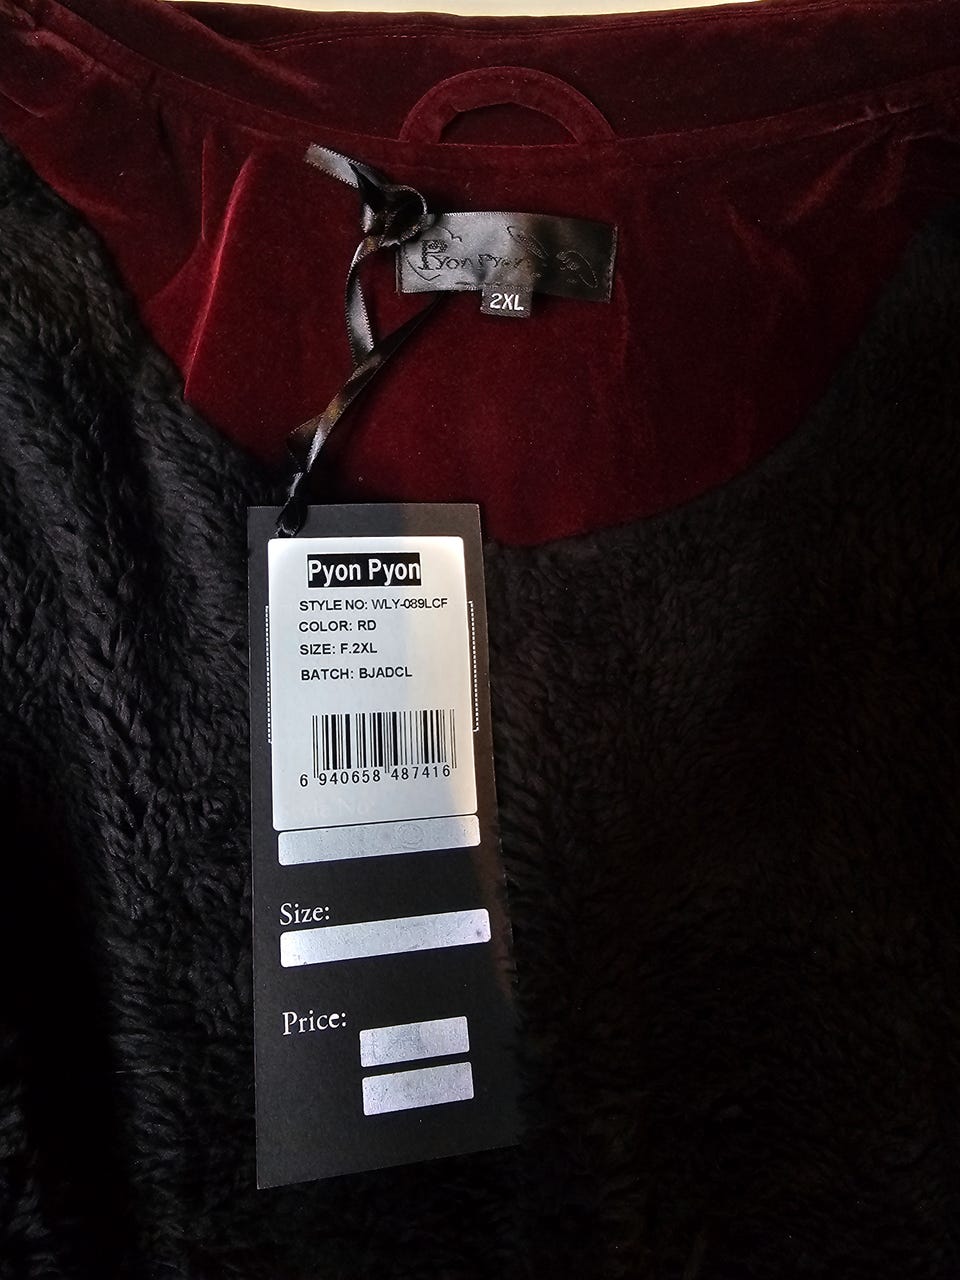 Pyon Pyon
2XL
Pyon Pyon
STYLE NO: WLY-089LCF
COLOR: RD
SIZE: F.2XL
BATCH: BJADCL
6 940658 487416
Size:
Price: